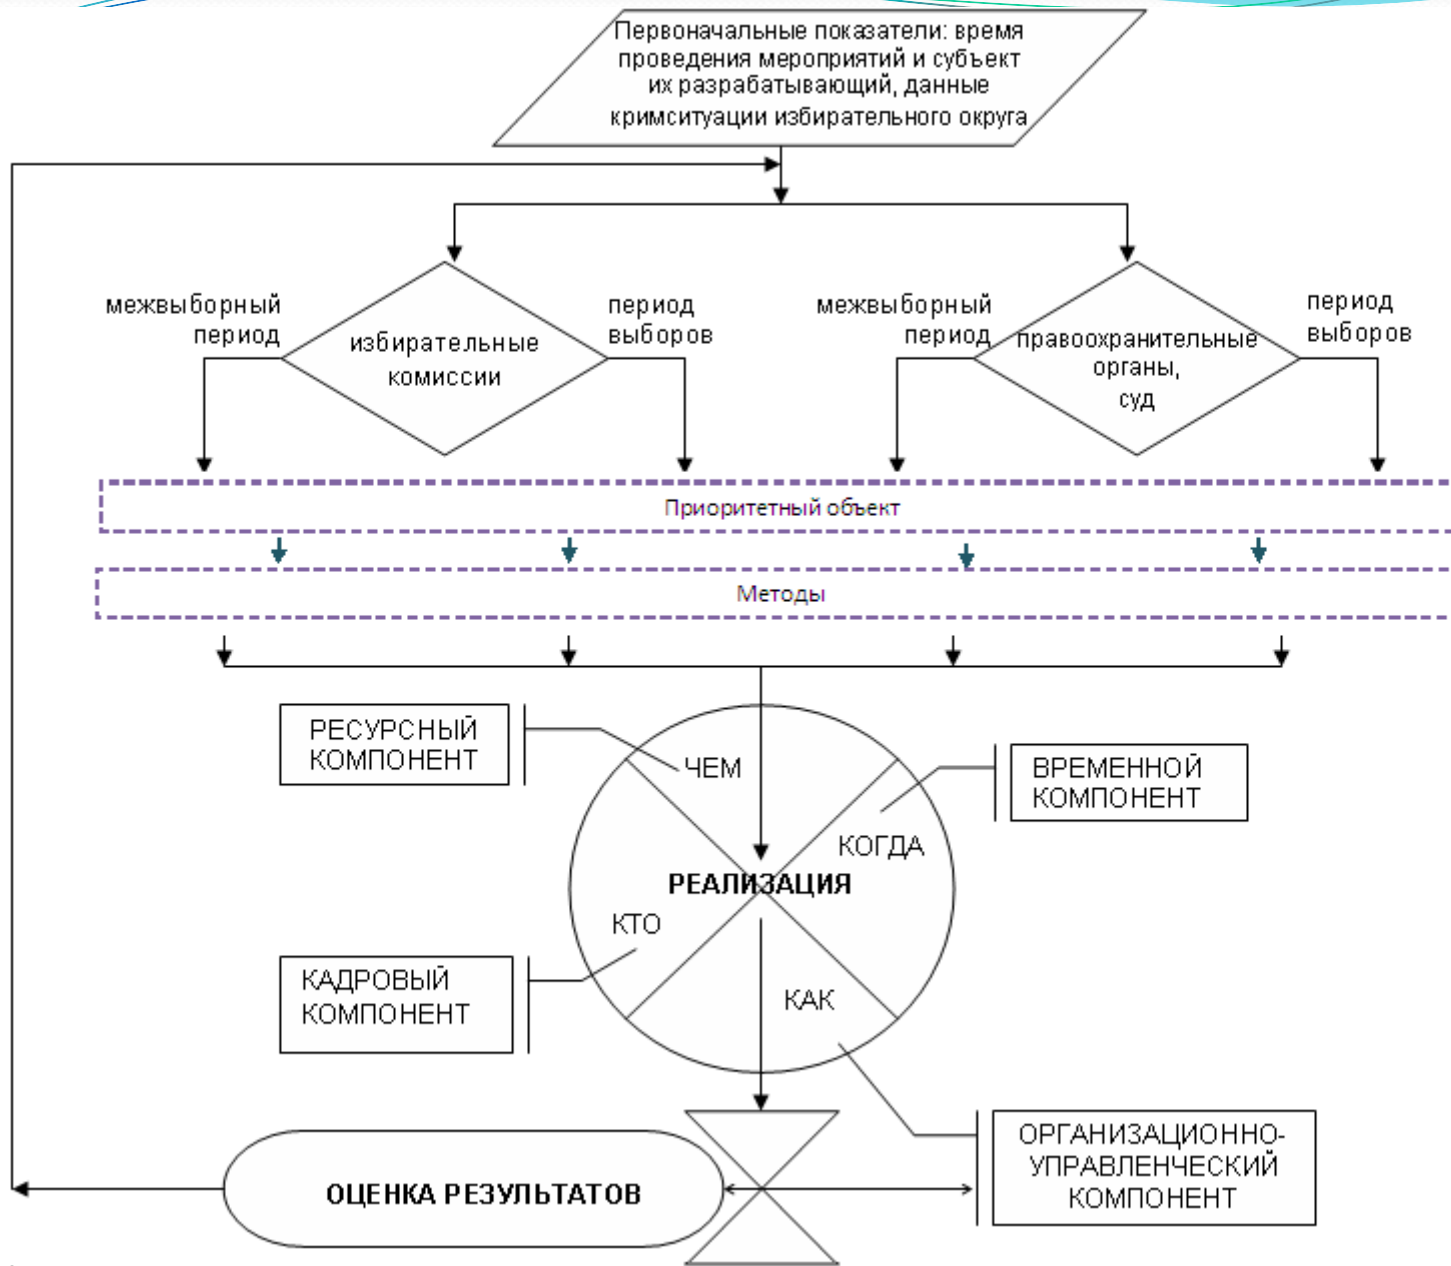 Первоначальные показатели: время
проведения мероприятий и субъект
их разрабатывающий, данные
кримситуации избирательного округа
межвыборный
период
избирательные
комиссии
период
выборов
межвыборный
период
правоохранительные
органы,
суд
период
выборов
Приоритетный объект
Методы
РЕСУРСНЫЙ
КОМПОНЕНТ
ЧЕМ
ВРЕМЕННОЙ
КОМПОНЕНТ
КОГДА
РЕАЛИЗАЦИЯ
КТО
КАДРОВЫЙ
КОМПОНЕНТ
КАК
ОРГАНИЗАЦИОННО-
УПРАВЛЕНЧЕСКИЙ
КОМПОНЕНТ
ОЦЕНКА РЕЗУЛЬТАТОВ